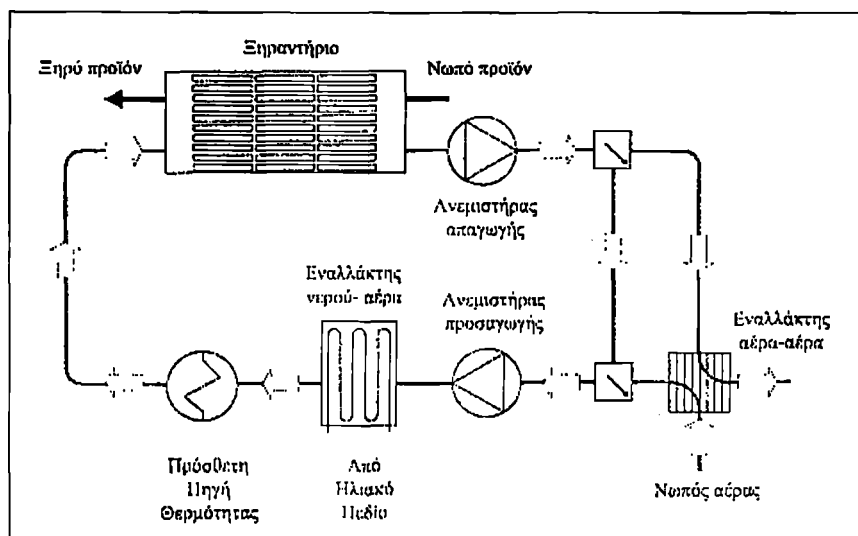 Ξηραντήριο
Ξηρό προϊόν
Νωπό προϊόν
Ανεμιστήρας
απαγωγής
Εναλλάκτης
νερού- αέρα
Ανεμιστήρας
προσαγωγής
Εναλλάκτης
αέρα-αέρα
Πρόσθετη
Πηγή
Θερμότητας
Από
Ηλιακό
Πεδίο
Νωπός αέρας